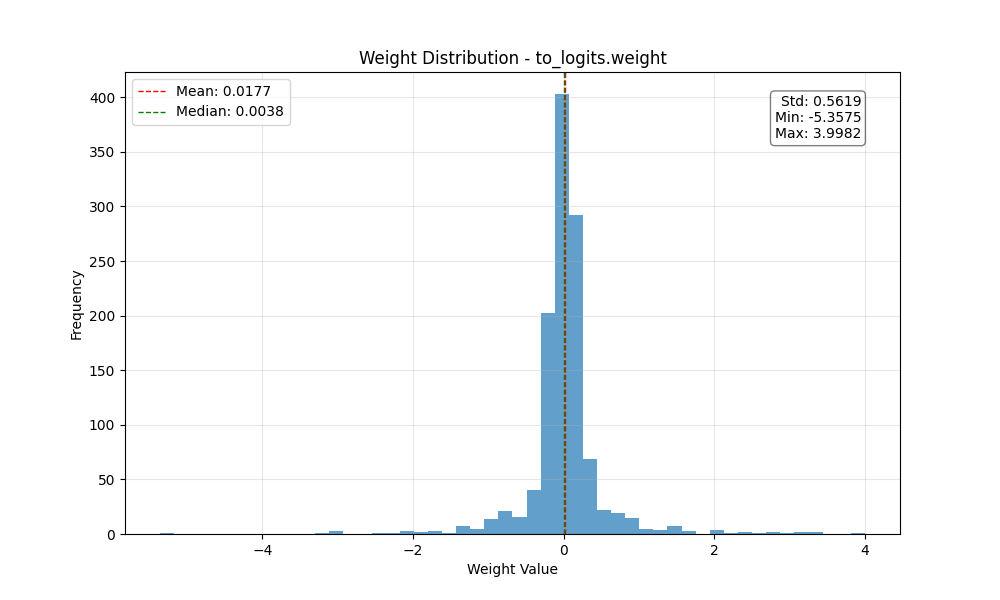 Weight Distribution - to_logits.weight
Mean: 0.0177
Median: 0.0038
Std: 0.5619
Min: -5.3575
Max: 3.9982
Frequency
400
350
300
250
200
150
100
50
0
−4
−2
0
2
4
Weight Value